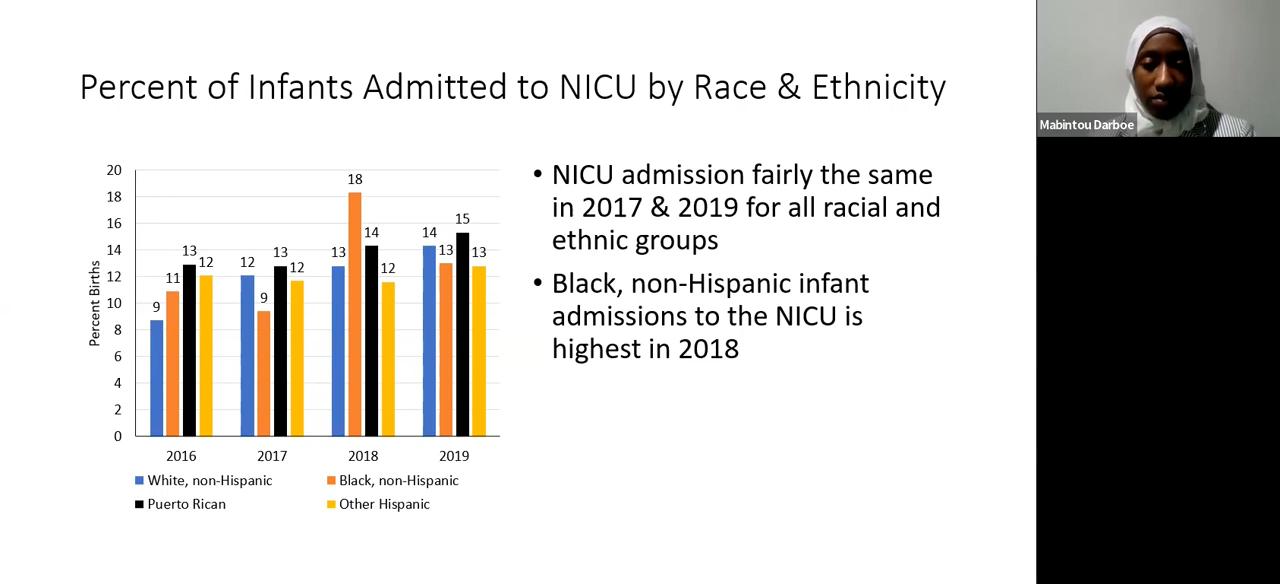 Percent of Infants Admitted to NICU by Race & Ethnicity
Mabintou Darboe
Percent Births
20
18
16
14
12
10
8
6
4
2
0
9
11
13
12
12
9
13
12
13
18
14
12
14
13
15
13
2016
2017
2018
2019
White, non-Hispanic
Black, non-Hispanic
Puerto Rican
Other Hispanic
• NICU admission fairly the same
in 2017 & 2019 for all racial and
ethnic groups
• Black, non-Hispanic infant
admissions to the NICU is
highest in 2018